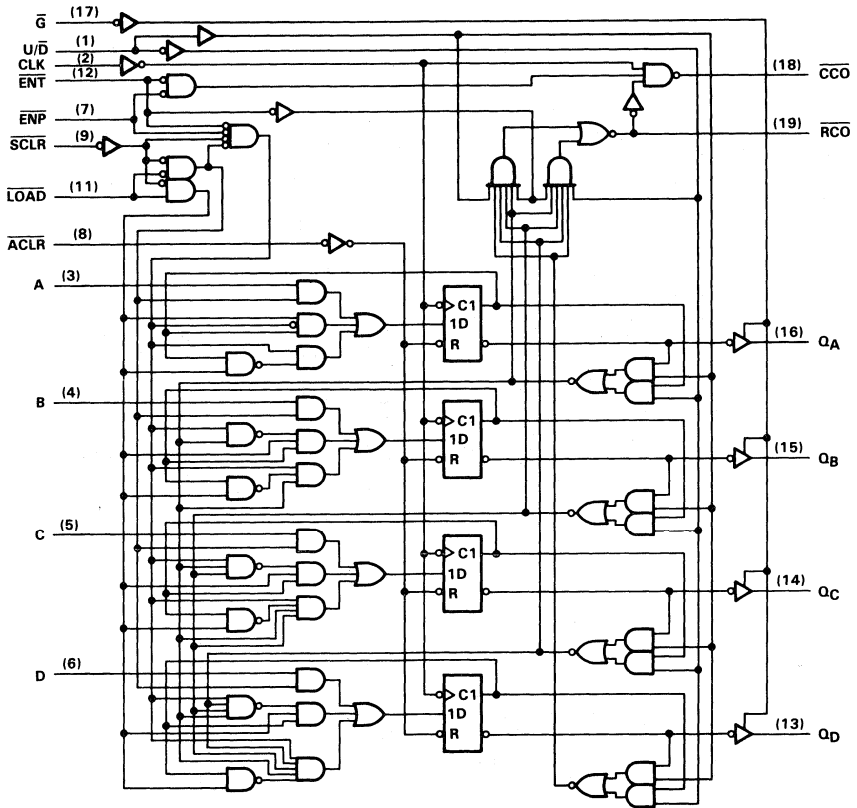 G̅ (17)
U/D̅ (1)
CLK (2)
E̅N̅T̅ (12)
E̅N̅P̅ (7)
S̅C̅L̅R̅ (9)
L̅O̅A̅D̅ (11)
A̅C̅L̅R̅ (8)
(18) C̅C̅O̅
(19) R̅C̅O̅
A (3)
C1
1D
R
(16) QA
B (4)
C1
1D
R
(15) QB
C (5)
C1
1D
R
(14) QC
D (6)
C1
1D
R
(13) QD